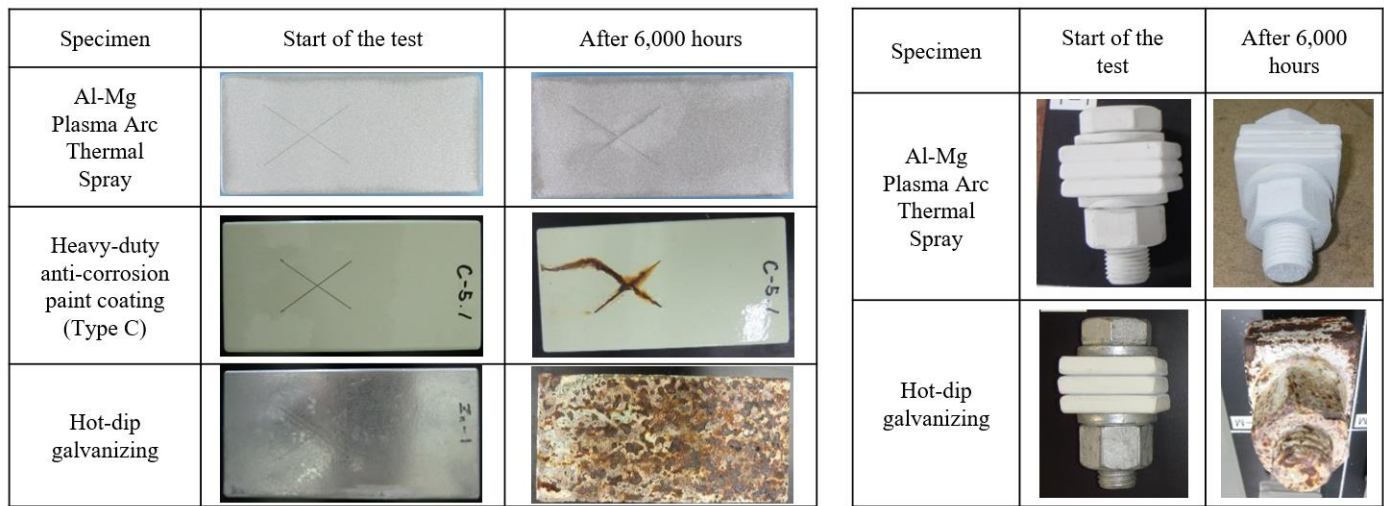 Specimen
Start of the test
After 6,000 hours
Al-Mg
Plasma Arc
Thermal
Spray
Heavy-duty
anti-corrosion
paint coating
(Type C)
C-5.1
C-5.1
Hot-dip
galvanizing
Zn-1
Specimen
Start of the
test
After 6,000
hours
Al-Mg
Plasma Arc
Thermal
Spray
Hot-dip
galvanizing